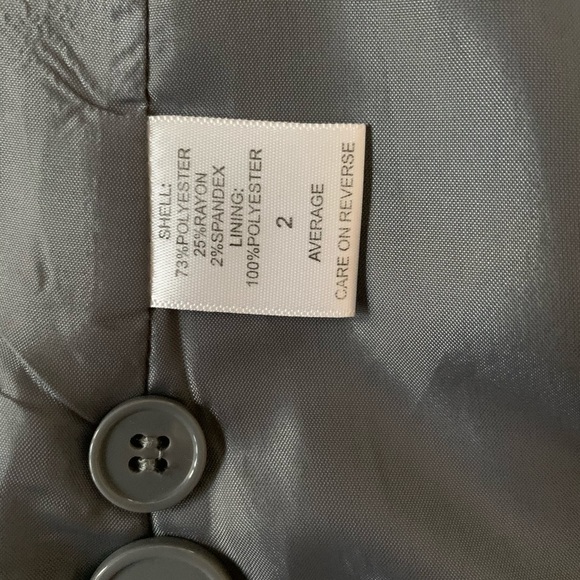 SHELL:
73%POLYESTER
25%RAYON
2%SPANDEX
LINING:
100%POLYESTER
2
AVERAGE
CARE ON REVERSE